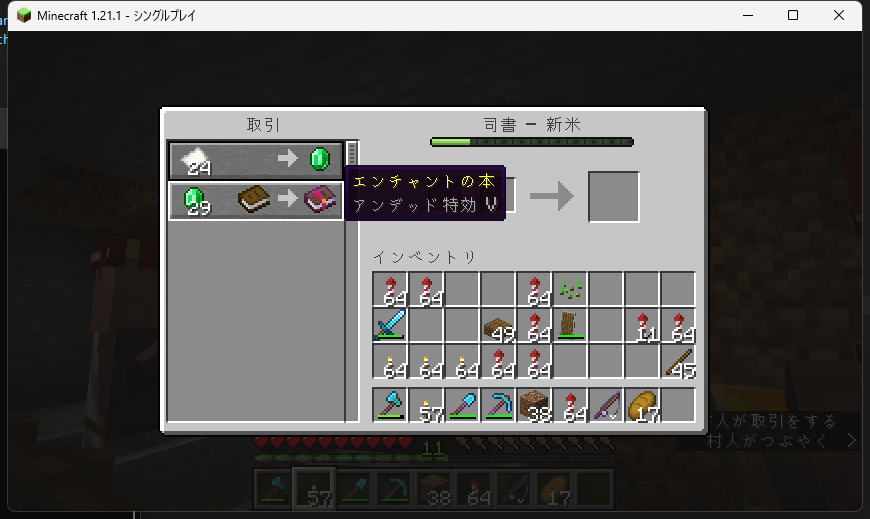 Minecraft 1.21.1 - シングルプレイ
取引
司書 - 新米
24
29
エンチャントの本
アンデッド特効 V
インベントリ
64 64 64
49 64 11 64
64 64 64 64 64 45
57 38 64 17
人が取引をする
村人がつぶやく >
11
57 38 64 17